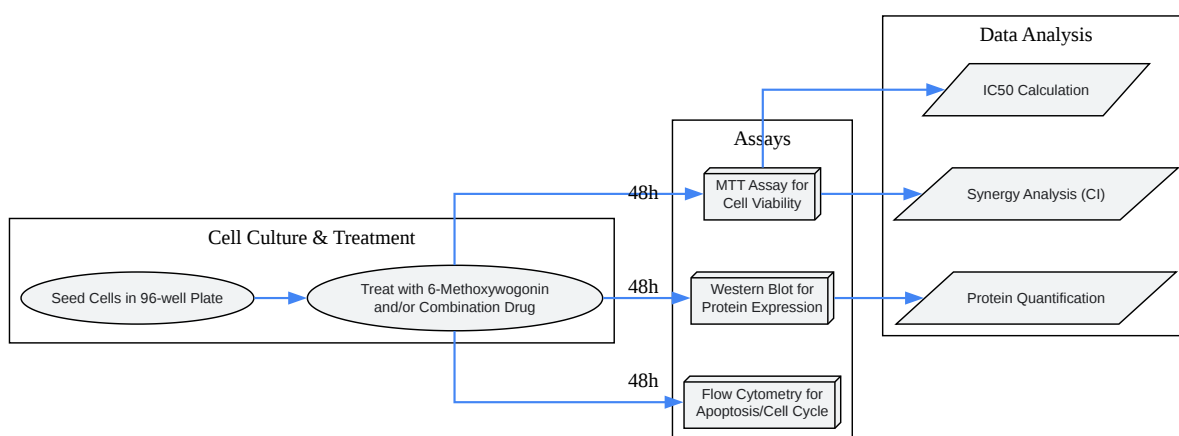 Cell Culture & Treatment
Seed Cells in 96-well Plate
Treat with 6-Methoxywogonin
and/or Combination Drug
48h
48h
48h
Assays
MTT Assay for
Cell Viability
Western Blot for
Protein Expression
Flow Cytometry for
Apoptosis/Cell Cycle
Data Analysis
IC50 Calculation
Synergy Analysis (CI)
Protein Quantification